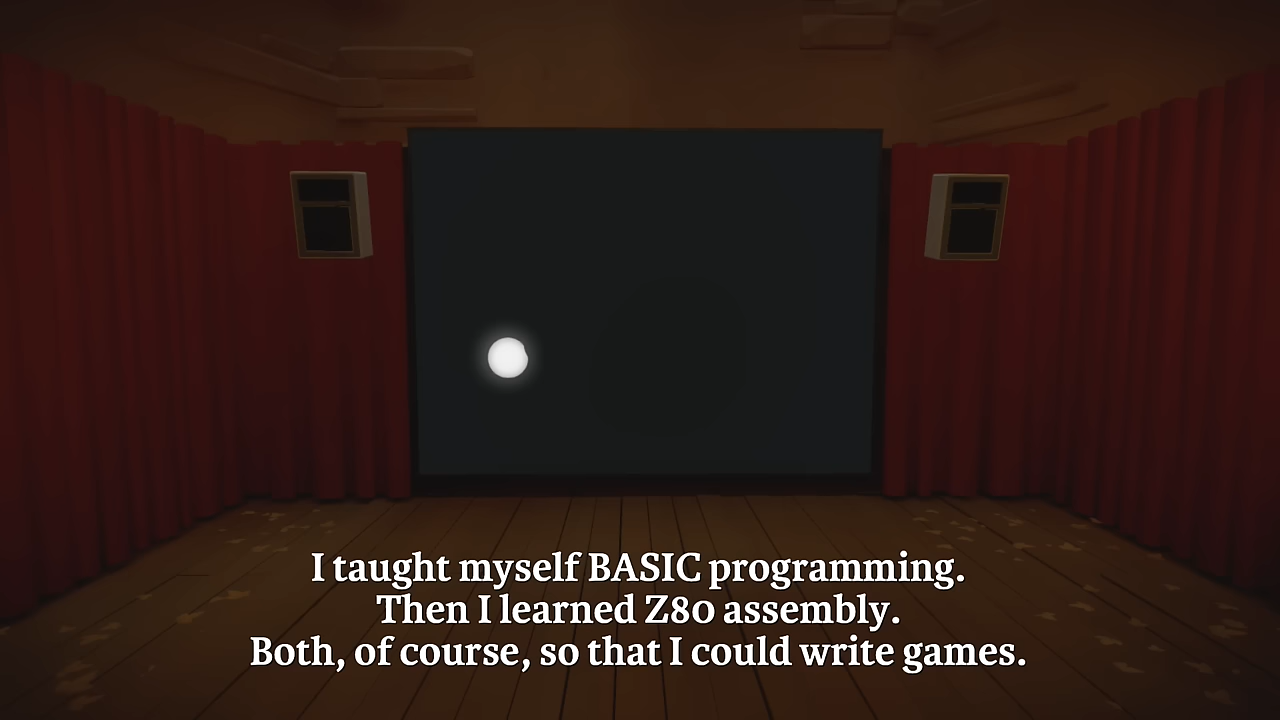 I taught myself BASIC programming.
Then I learned Z80 assembly.
Both, of course, so that I could write games.